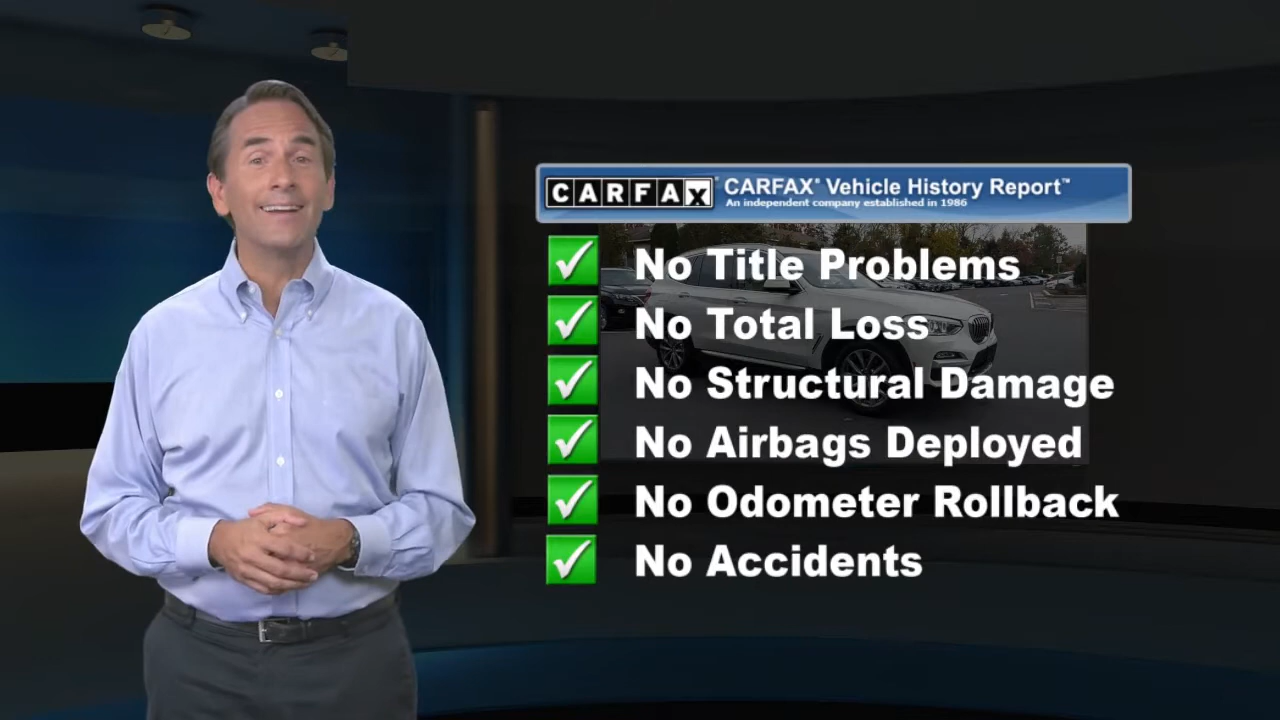 CARFAX® CARFAX® Vehicle History Report™
An independent company established in 1986
No Title Problems
No Total Loss
No Structural Damage
No Airbags Deployed
No Odometer Rollback
No Accidents